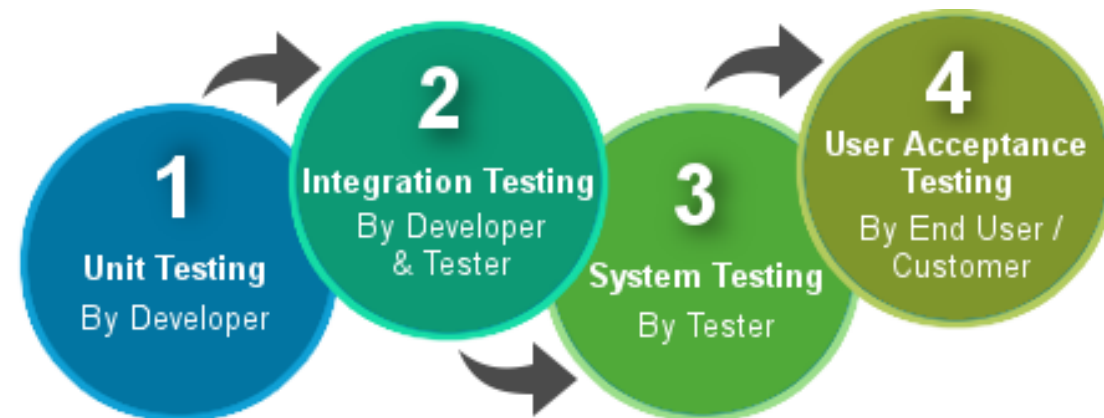 1
Unit Testing
By Developer
2
Integration Testing
By Developer
& Tester
3
System Testing
By Tester
4
User Acceptance
Testing
By End User /
Customer